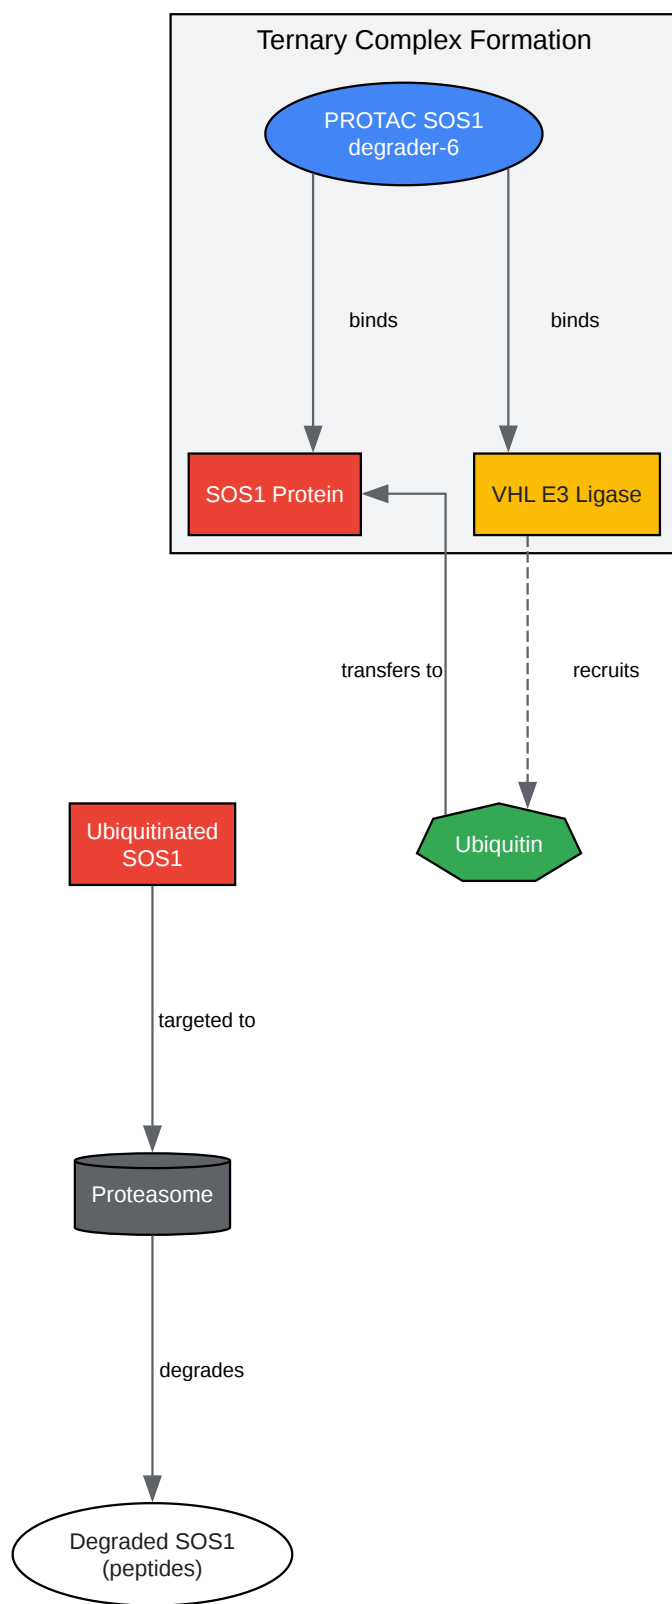 Ternary Complex Formation
PROTAC SOS1
degrader-6
binds
binds
SOS1 Protein
VHL E3 Ligase
transfers to
recruits
Ubiquitinated
SOS1
Ubiquitin
targeted to
Proteasome
degrades
Degraded SOS1
(peptides)